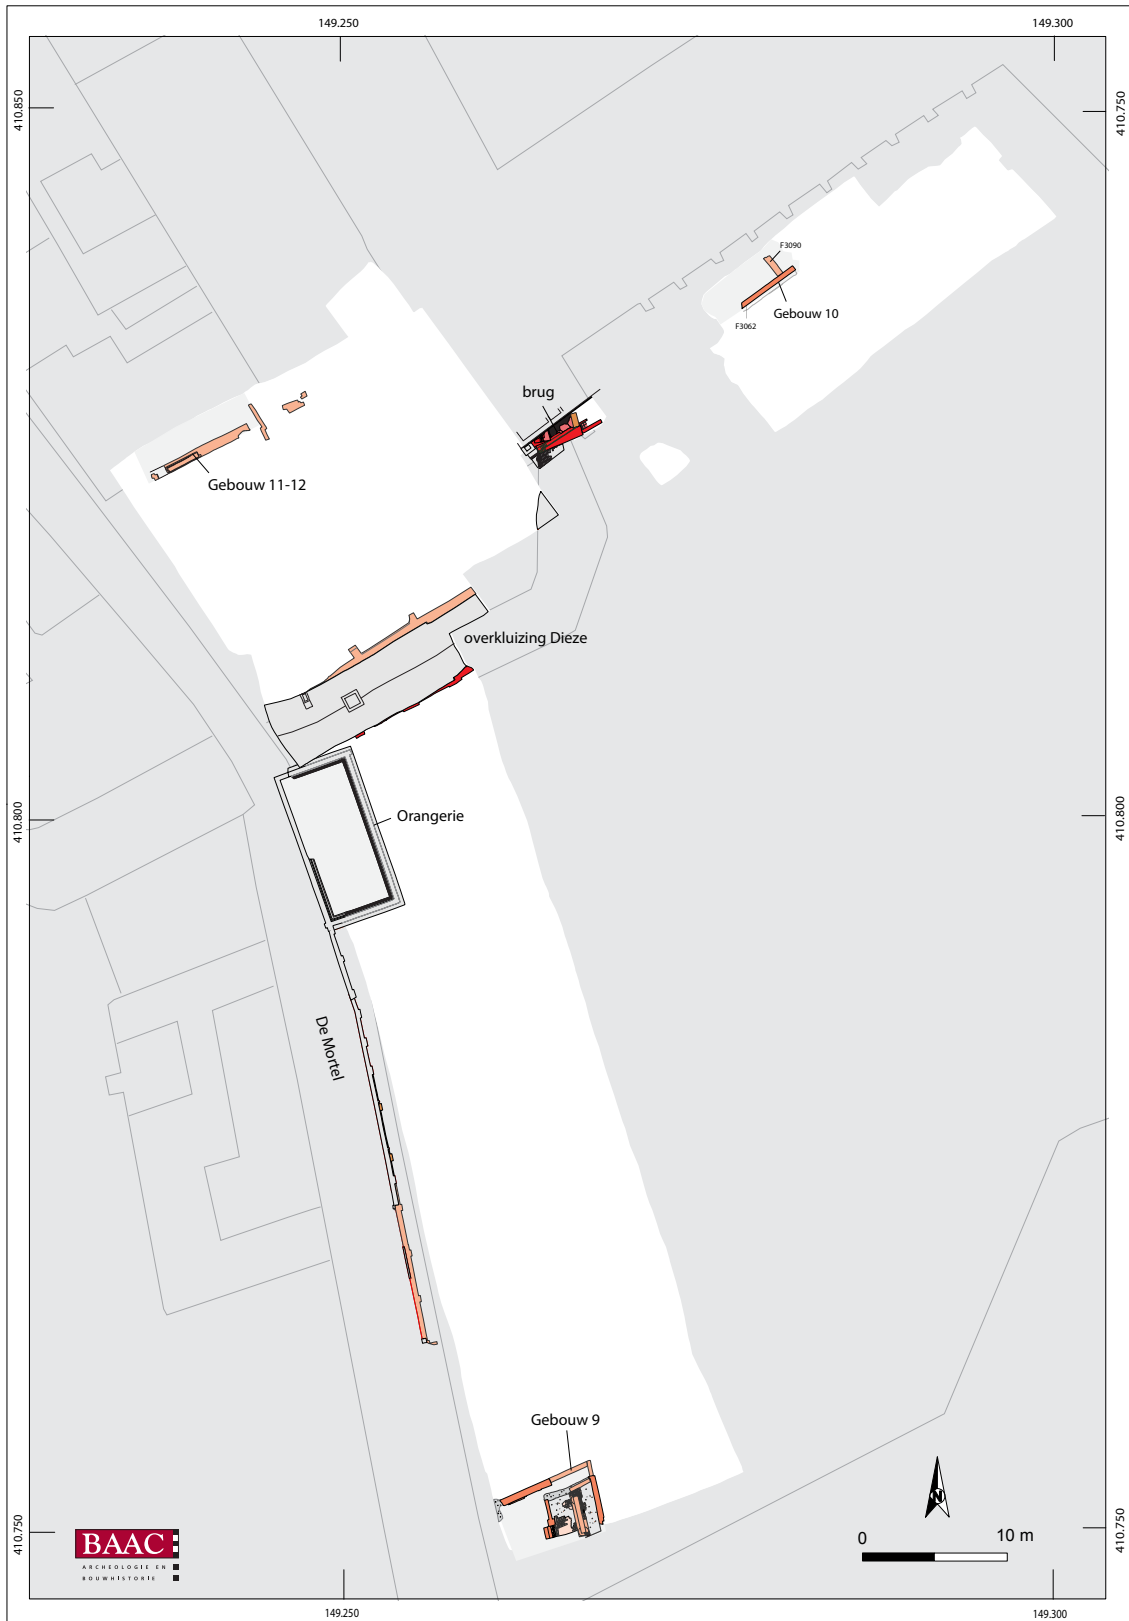 149.250
149.300
410.850
410.750
F3090
Gebouw 10
F3062
brug
Gebouw 11-12
overkluizing Dieze
Orangerie
410.800
410.800
De Mortel
Gebouw 9
N
0
10 m
410.750
410.750
BAAC
ARCHEOLOGIE EN
BOUWHISTORIE
149.250
149.300